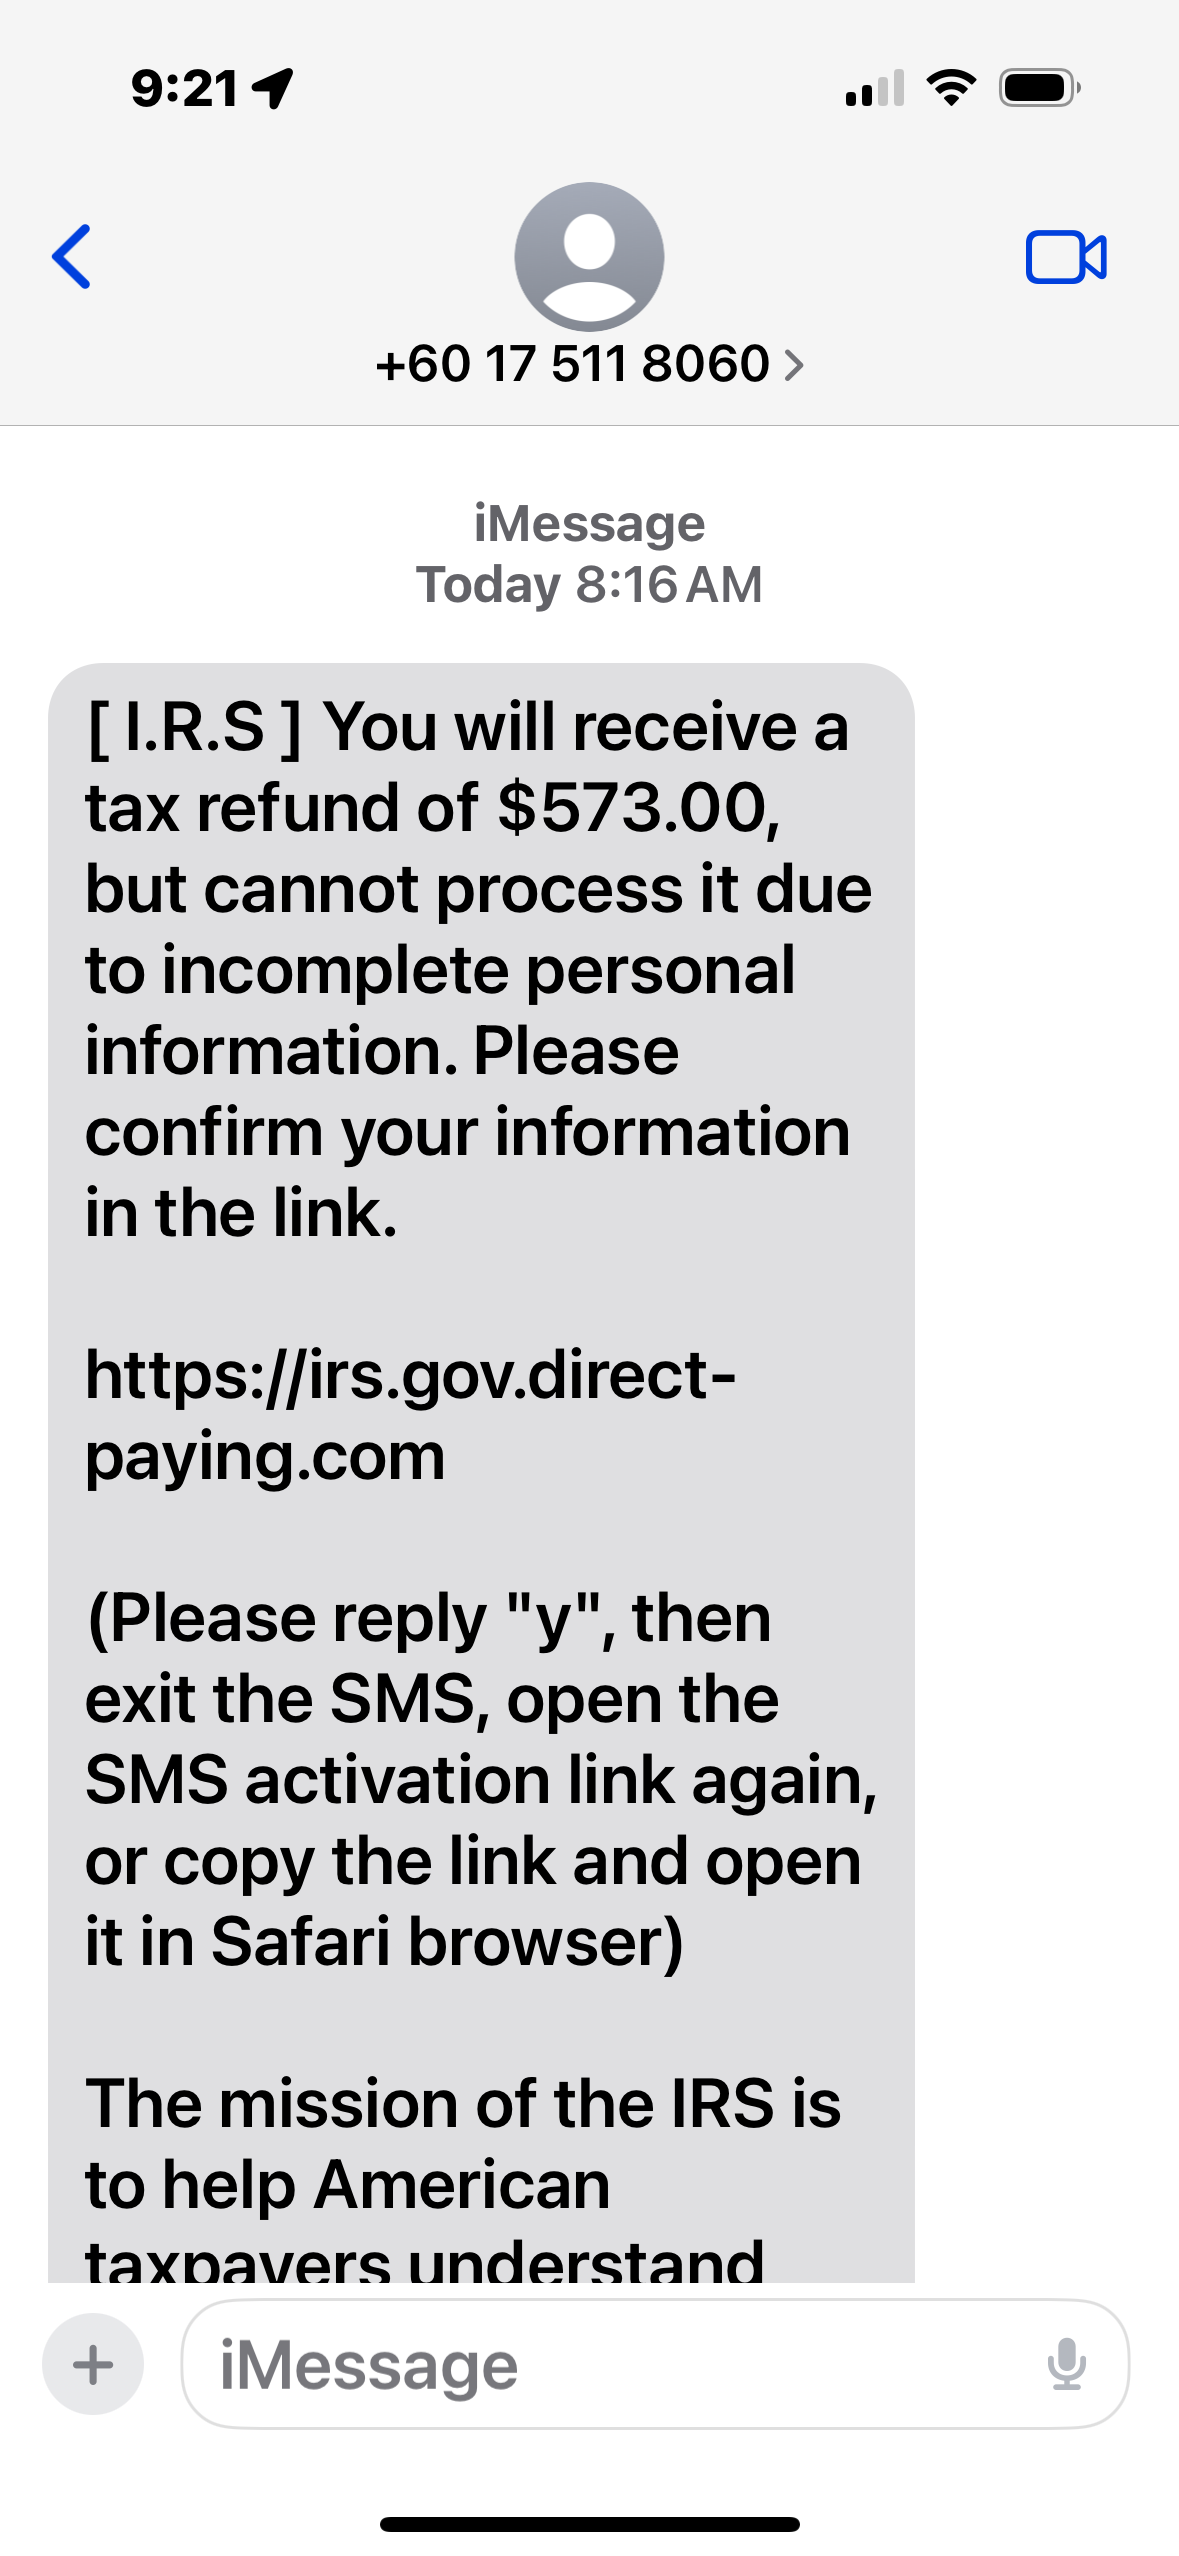 9:21
+60 17 511 8060
iMessage
Today 8:16 AM
[ I.R.S ] You will receive a
tax refund of $573.00,
but cannot process it due
to incomplete personal
information. Please
confirm your information
in the link.
https://irs.gov.direct-
paying.com
(Please reply "y", then
exit the SMS, open the
SMS activation link again,
or copy the link and open
it in Safari browser)
The mission of the IRS is
to help American
taxpayers understand
iMessage